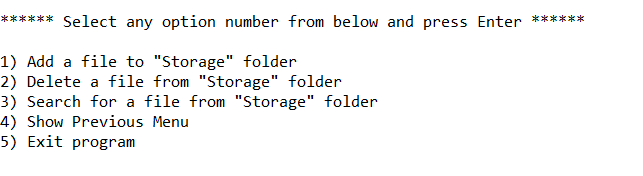 ****** Select any option number from below and press Enter ******
1) Add a file to "Storage" folder
2) Delete a file from "Storage" folder
3) Search for a file from "Storage" folder
4) Show Previous Menu
5) Exit program